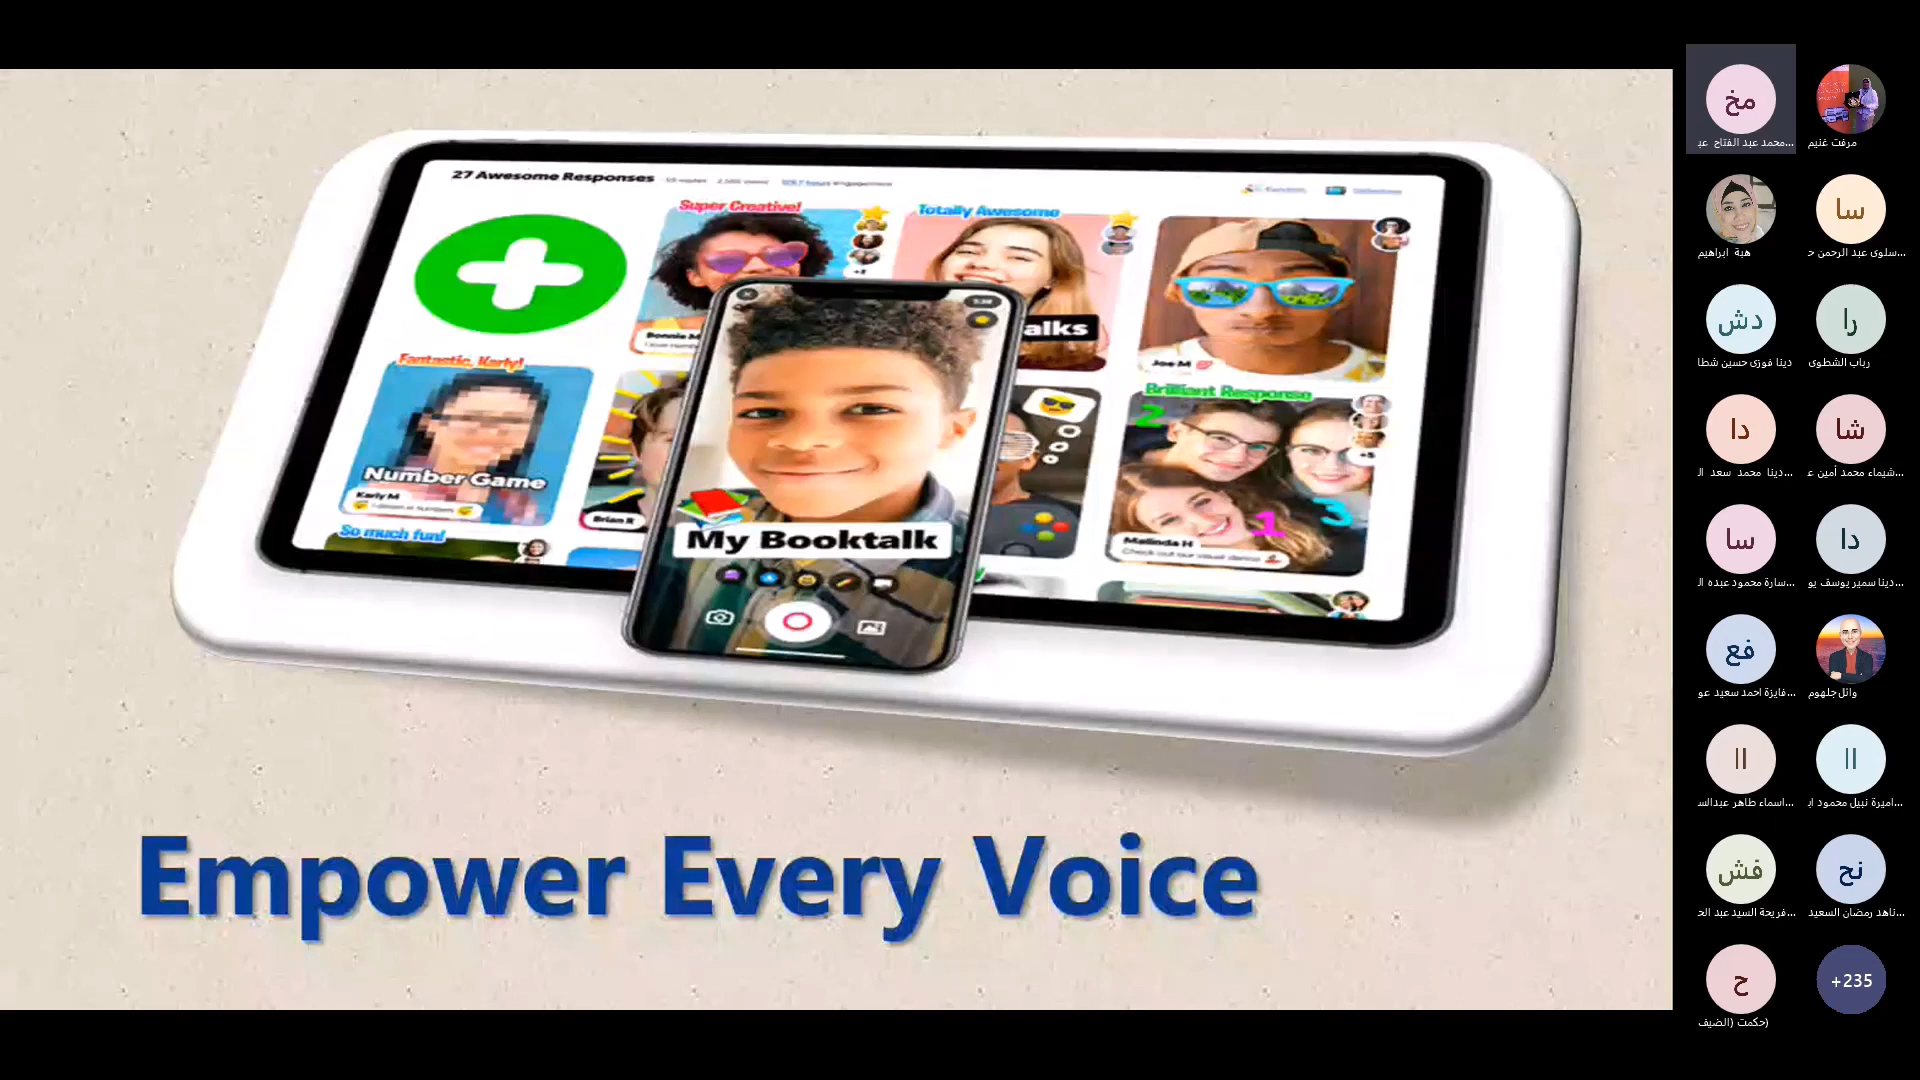 27 Awesome Responses
Super Creative!
Totally Awesome
Fantastic, Karly!
alks
Joe M
Brilliant Response
2
Number Game
Karly M
Brian R
My Booktalk
1
3
Malinda H
So much fun!
Empower Every Voice
مخ
محمد عبد الفتاح عب...
مرفت غنيم
هبة ابراهيم
سا
سلوى عبد الرحمن ح...
دش
دينا فوزى حسين شطا
را
رباب الشطوى
دا
دينا محمد سعد ال...
شا
شيماء محمد أمين ع...
سا
سارة محمود عبده ال...
دا
دينا سمير يوسف يو...
فع
فايزة احمد سعيد عو...
وائل جلهوم
اا
اسماء طاهر عبدالس...
اا
اميرة نبيل محمود اب...
فش
فريحة السيد عبد الح...
نح
ناهد رمضان السعيد...
ح
حكمت (الضيف)
+235